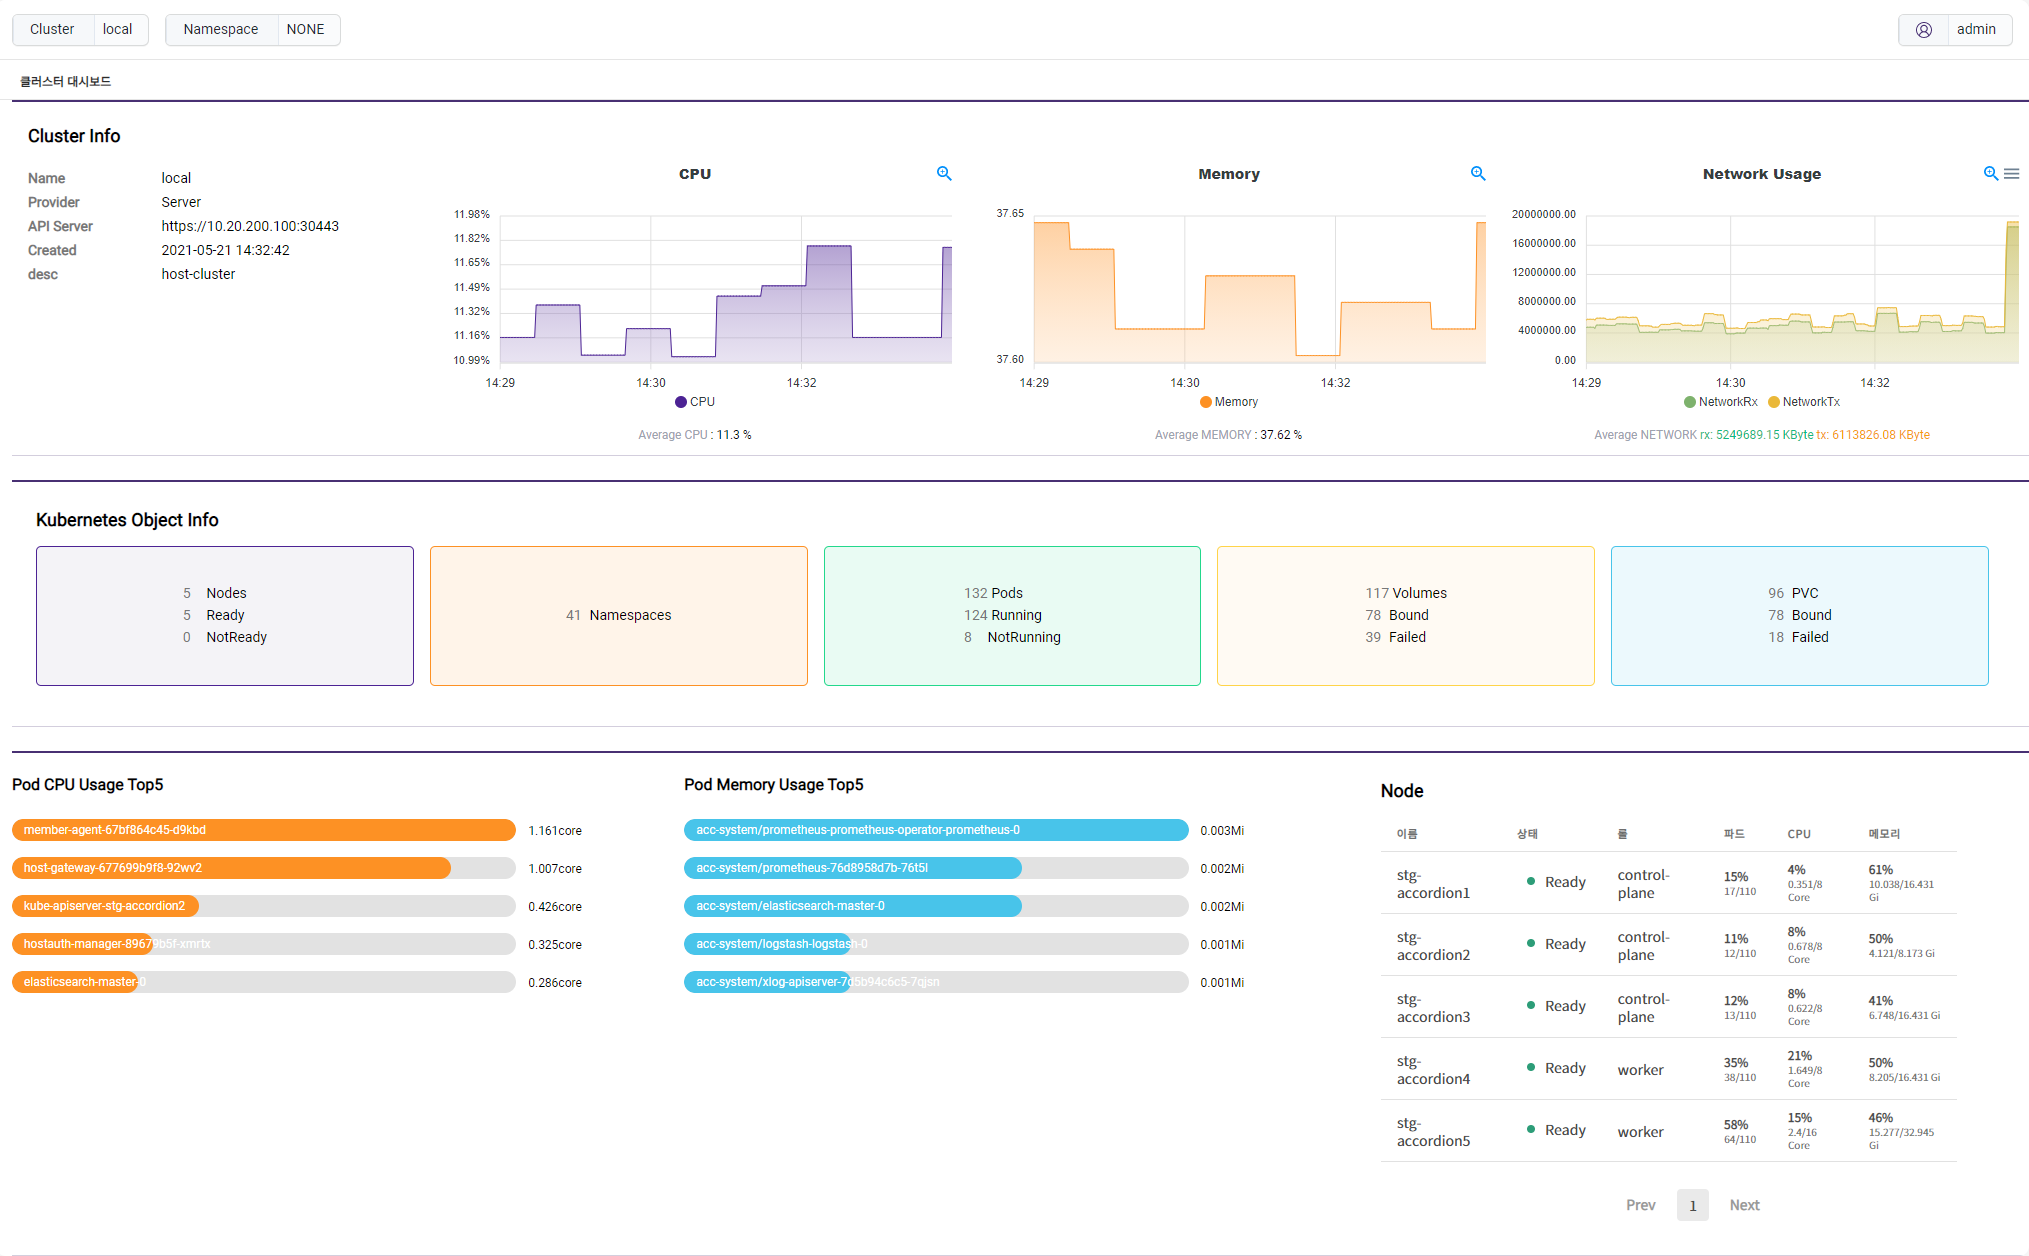 Cluster local Namespace NONE admin
클러스터 대시보드
Cluster Info
Name local
Provider Server
API Server https://10.20.200.100:30443
Created 2021-05-21 14:32:42
desc host-cluster
CPU
11.98%
11.82%
11.65%
11.49%
11.32%
11.16%
10.99%
14:29 14:30 14:32
CPU
Average CPU : 11.3 %
Memory
37.65
37.60
14:29 14:30 14:32
Memory
Average MEMORY : 37.62 %
Network Usage
20000000.00
16000000.00
12000000.00
8000000.00
4000000.00
0.00
14:29 14:30 14:32
NetworkRx NetworkTx
Average NETWORK rx: 5249689.15 KByte tx: 6113826.08 KByte
Kubernetes Object Info
5 Nodes
5 Ready
0 NotReady
41 Namespaces
132 Pods
124 Running
8 NotRunning
117 Volumes
78 Bound
39 Failed
96 PVC
78 Bound
18 Failed
Pod CPU Usage Top5
member-agent-67bf864c45-d9kbd 1.161core
host-gateway-677699b9f8-92wv2 1.007core
kube-apiserver-stg-accordion2 0.426core
hostauth-manager-89679b5f-xmrtx 0.325core
elasticsearch-master-0 0.286core
Pod Memory Usage Top5
acc-system/prometheus-prometheus-operator-prometheus-0 0.003Mi
acc-system/prometheus-76d8958d7b-76t5l 0.002Mi
acc-system/elasticsearch-master-0 0.002Mi
acc-system/logstash-logstash-0 0.001Mi
acc-system/xlog-apiserver-7d5b94c6c5-7qjsn 0.001Mi
Node
이름 상태 롤 파드 CPU 메모리
stg-accordion1 Ready control-plane 15% 17/110 4% 0.351/8 Core 61% 10.038/16.431 Gi
stg-accordion2 Ready control-plane 11% 12/110 8% 0.678/8 Core 50% 4.121/8.173 Gi
stg-accordion3 Ready control-plane 12% 13/110 8% 0.622/8 Core 41% 6.748/16.431 Gi
stg-accordion4 Ready worker 35% 38/110 21% 1.649/8 Core 50% 8.205/16.431 Gi
stg-accordion5 Ready worker 58% 64/110 15% 2.4/16 Core 46% 15.277/32.945 Gi
Prev 1 Next